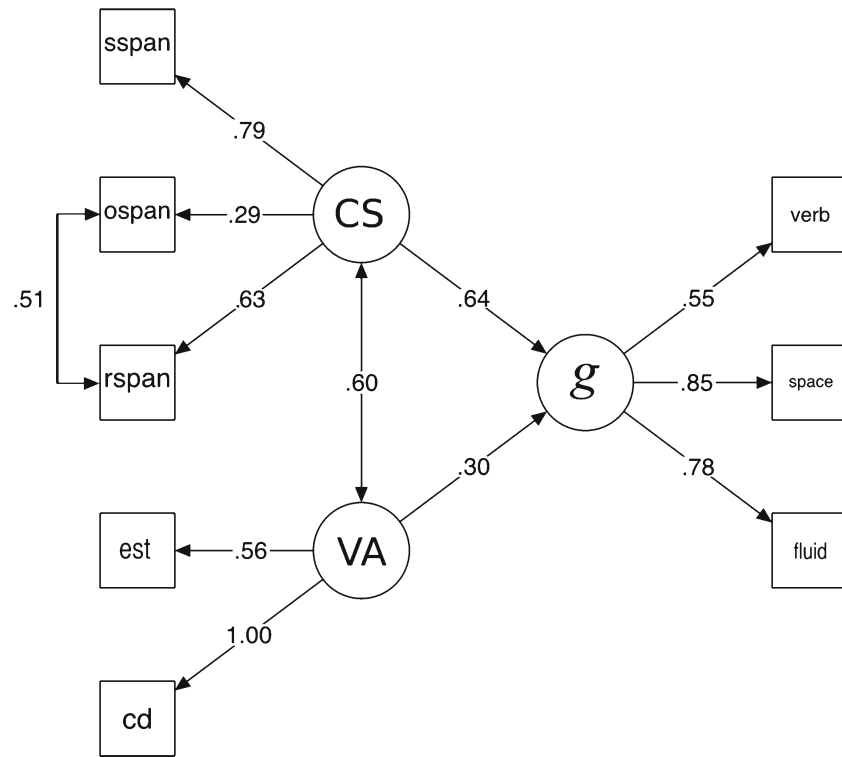 sspan
.79
ospan
.29
CS
verb
.51
.63
.64
.55
rspan
.60
g
.85
space
.30
.78
est
.56
VA
fluid
1.00
cd